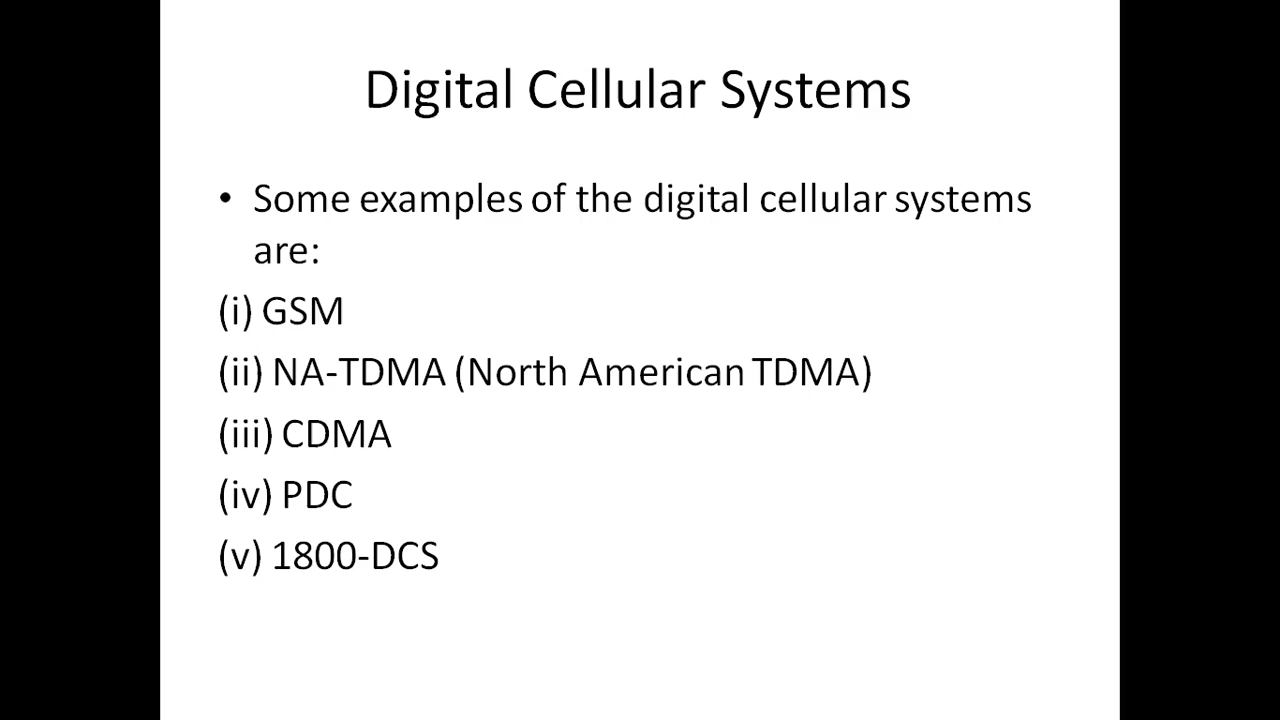 Digital Cellular Systems
• Some examples of the digital cellular systems
are:
(i) GSM
(ii) NA-TDMA (North American TDMA)
(iii) CDMA
(iv) PDC
(v) 1800-DCS